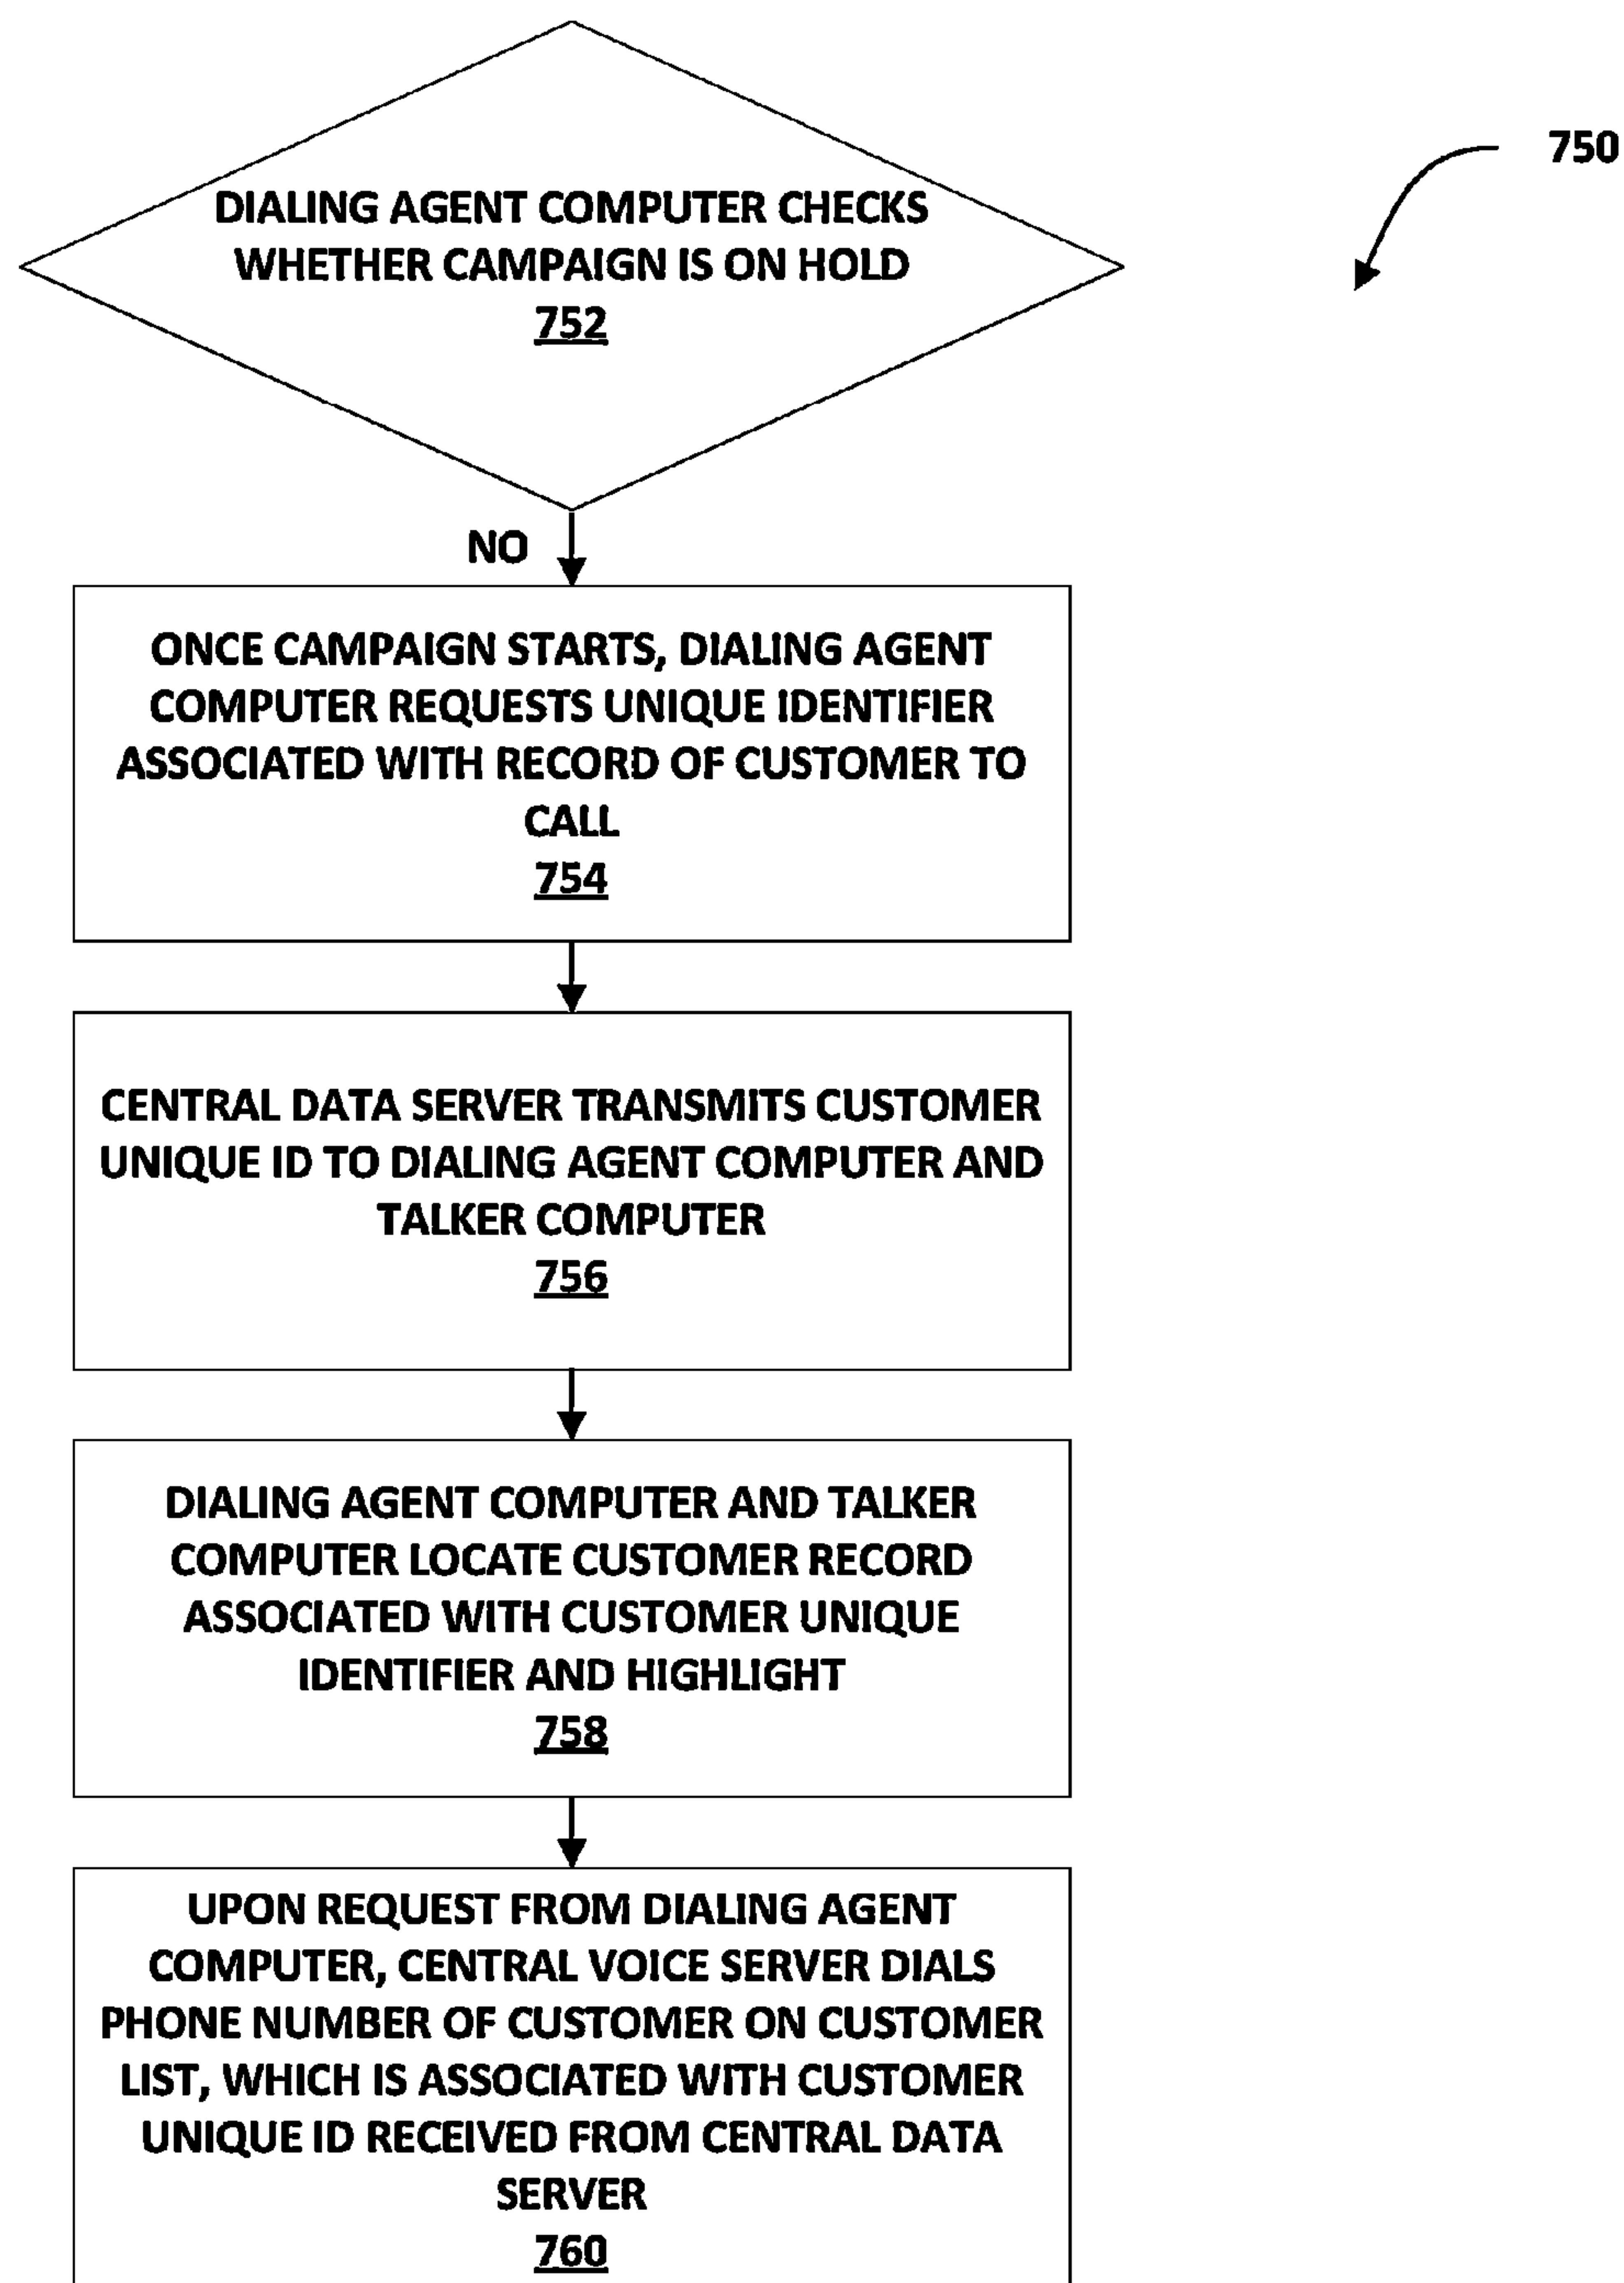 750
DIALING AGENT COMPUTER CHECKS
WHETHER CAMPAIGN IS ON HOLD
752
NO
ONCE CAMPAIGN STARTS, DIALING AGENT
COMPUTER REQUESTS UNIQUE IDENTIFIER
ASSOCIATED WITH RECORD OF CUSTOMER TO
CALL
754
CENTRAL DATA SERVER TRANSMITS CUSTOMER
UNIQUE ID TO DIALING AGENT COMPUTER AND
TALKER COMPUTER
756
DIALING AGENT COMPUTER AND TALKER
COMPUTER LOCATE CUSTOMER RECORD
ASSOCIATED WITH CUSTOMER UNIQUE
IDENTIFIER AND HIGHLIGHT
758
UPON REQUEST FROM DIALING AGENT
COMPUTER, CENTRAL VOICE SERVER DIALS
PHONE NUMBER OF CUSTOMER ON CUSTOMER
LIST, WHICH IS ASSOCIATED WITH CUSTOMER
UNIQUE ID RECEIVED FROM CENTRAL DATA
SERVER
760